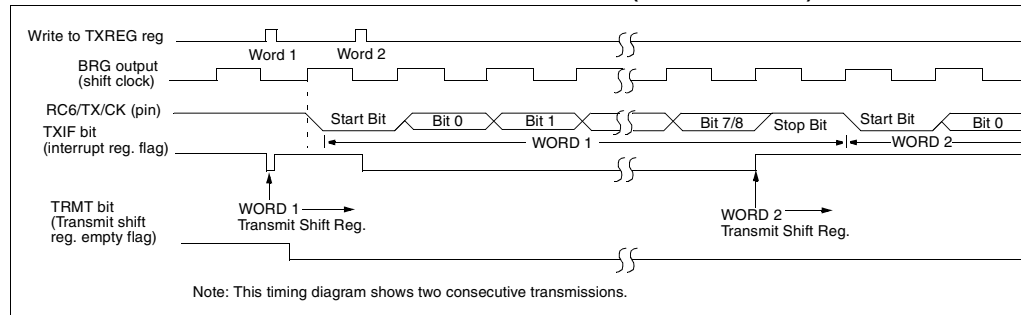 Write to TXREG reg
Word 1
Word 2
BRG output
(shift clock)
RC6/TX/CK (pin)
Start Bit
Bit 0
Bit 1
Bit 7/8
Stop Bit
Start Bit
Bit 0
TXIF bit
(interrupt reg. flag)
WORD 1
WORD 2
TRMT bit
(Transmit shift
reg. empty flag)
WORD 1
Transmit Shift Reg.
WORD 2
Transmit Shift Reg.
Note: This timing diagram shows two consecutive transmissions.